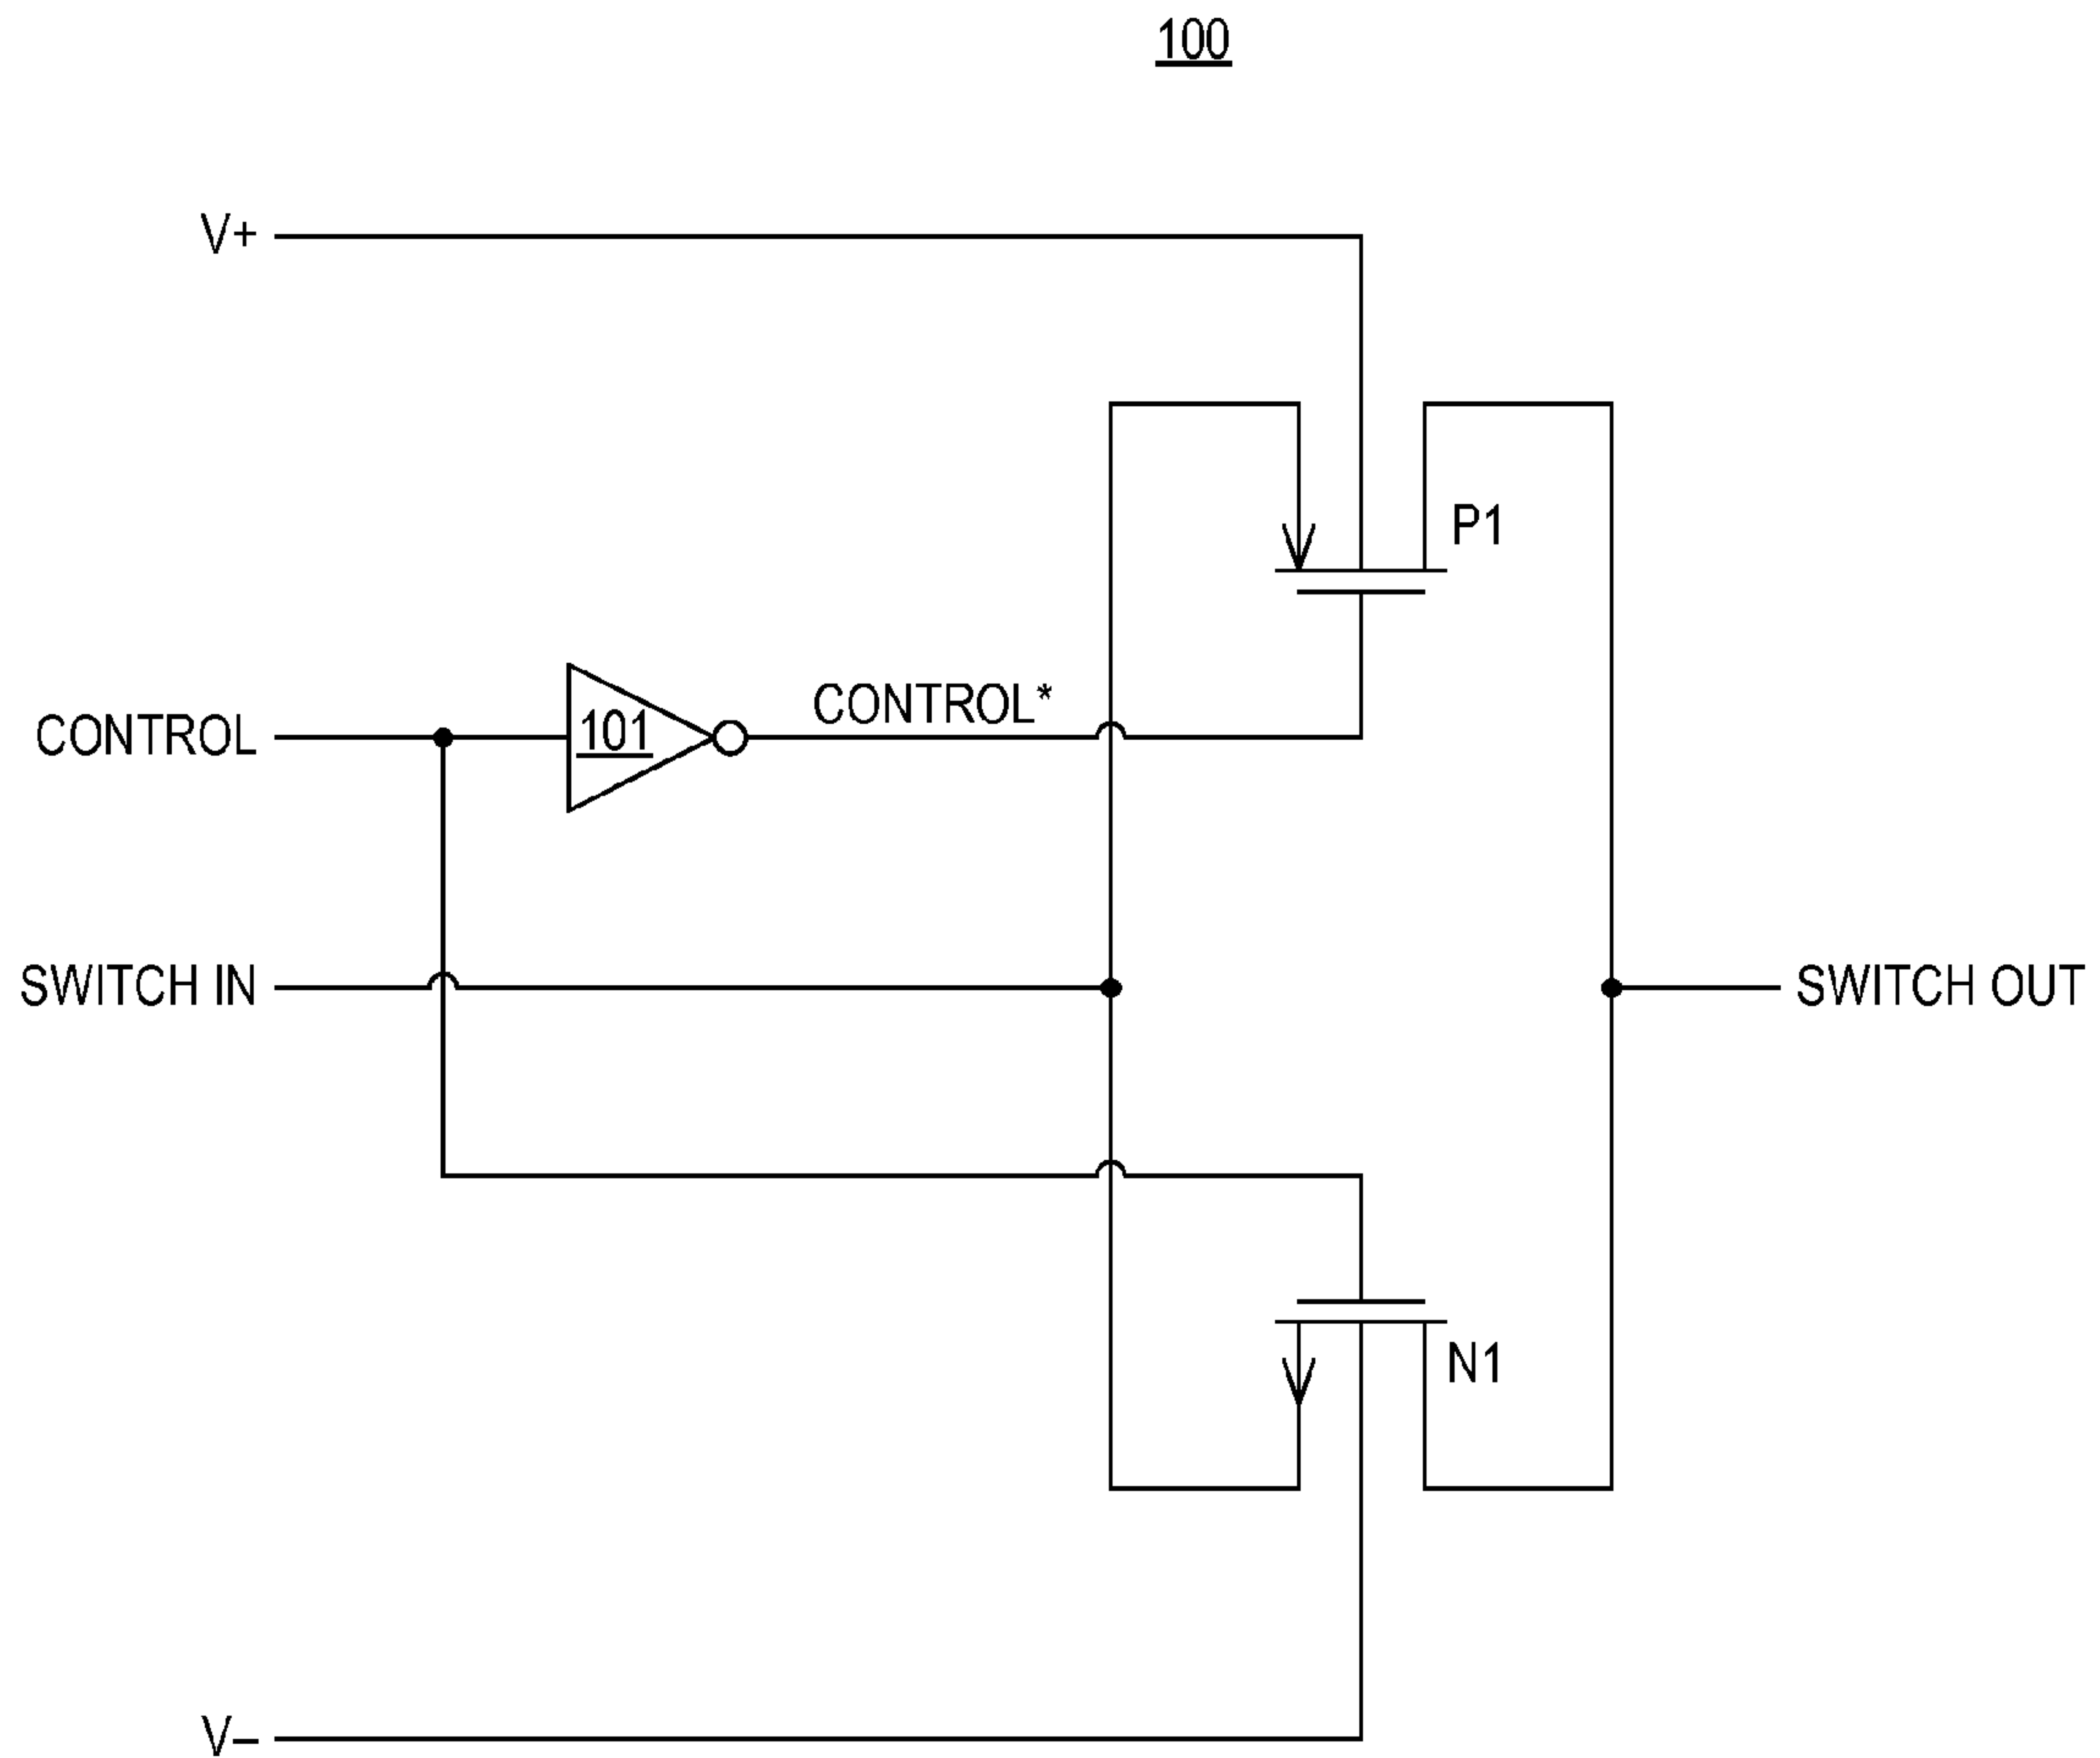 100
V+
P1
CONTROL*
101
CONTROL
SWITCH IN
SWITCH OUT
N1
V–